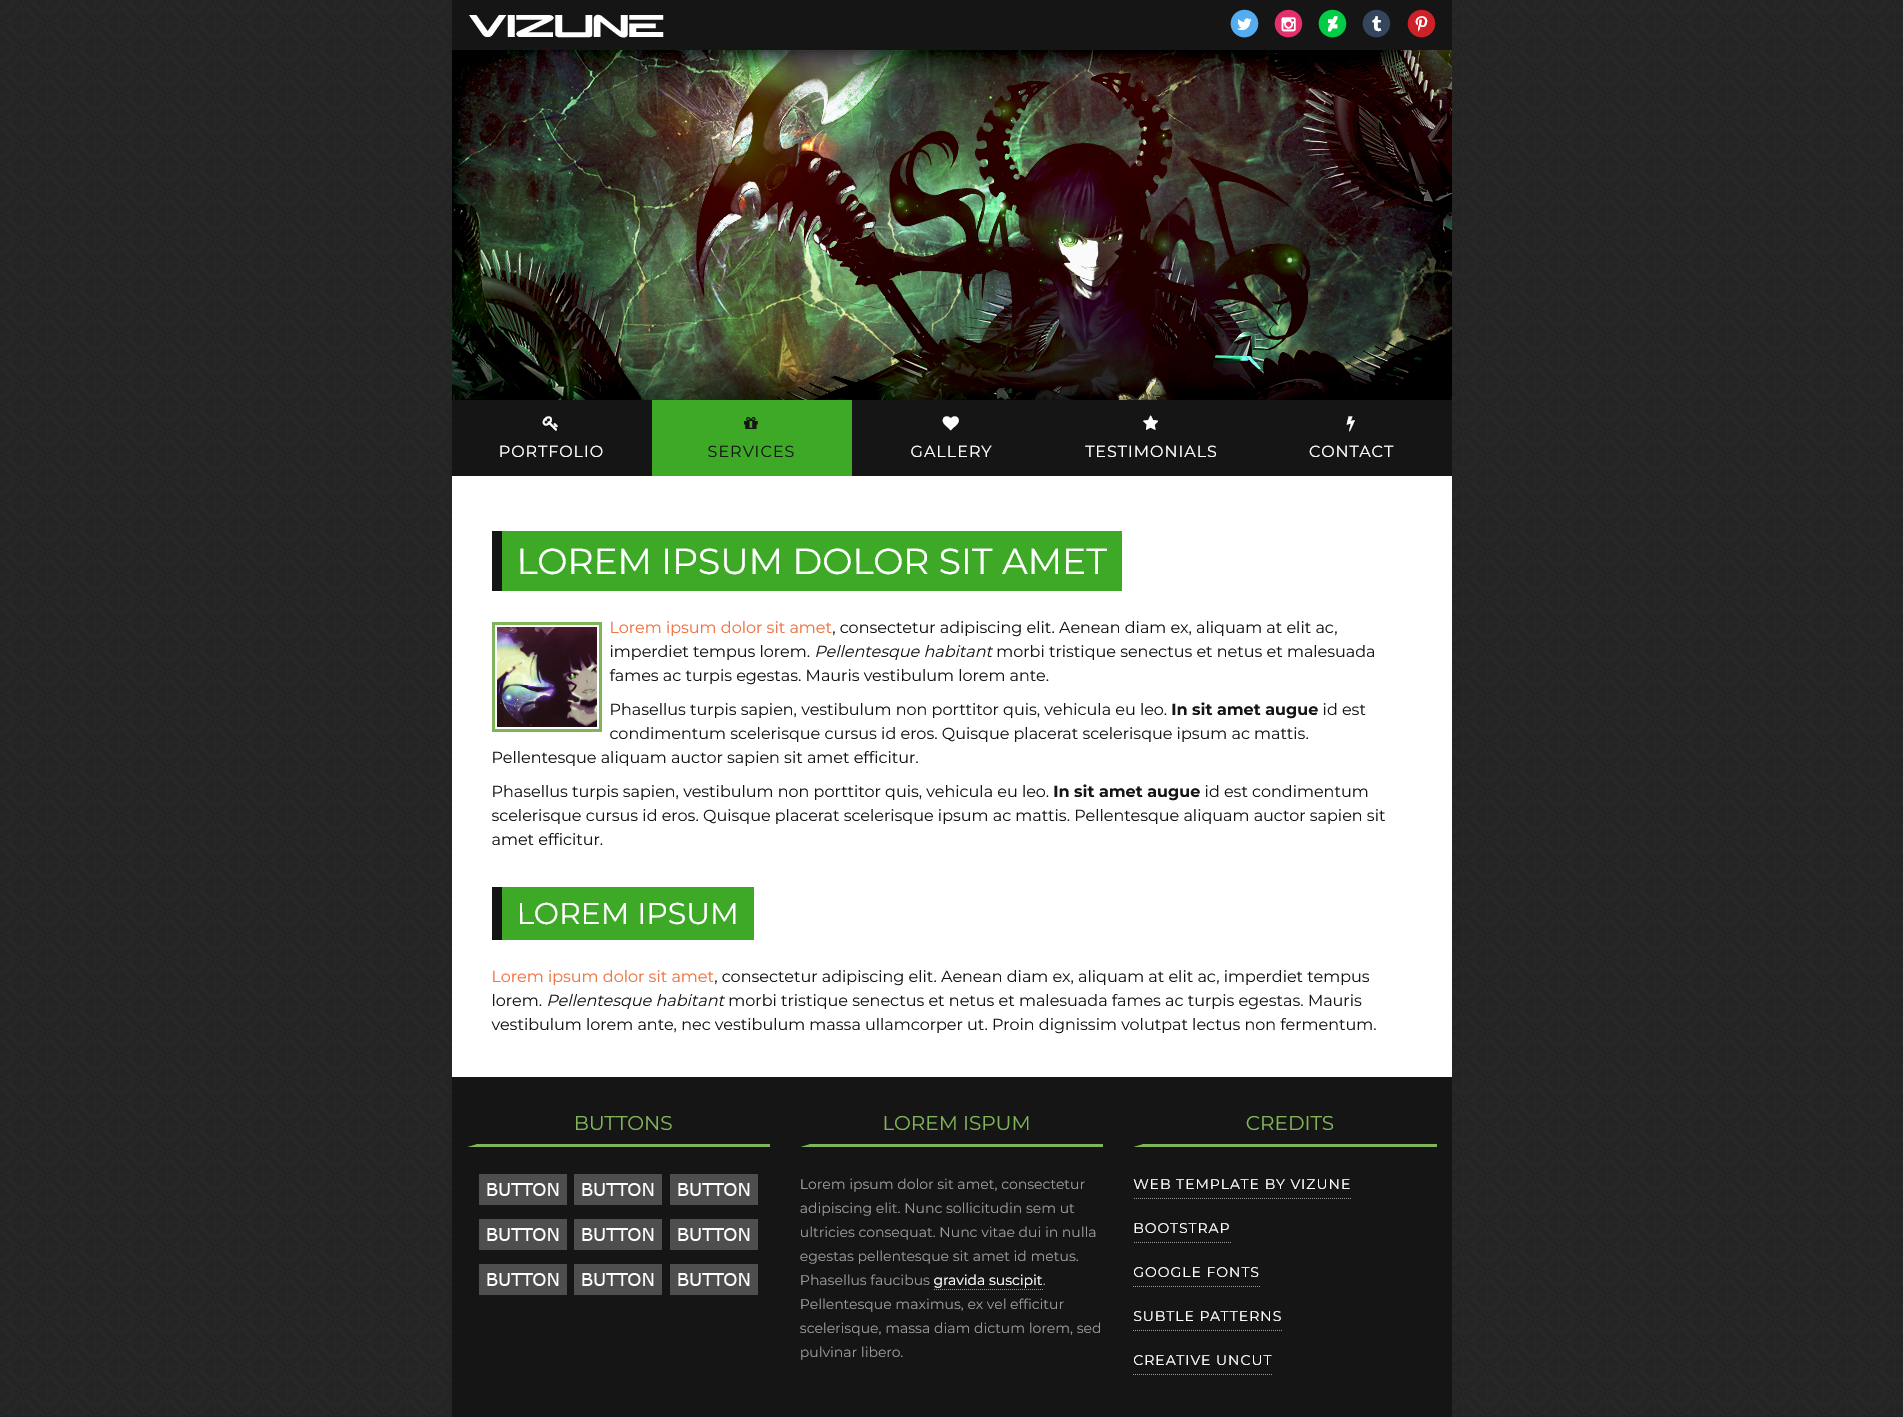 VIZUNE
PORTFOLIO
SERVICES
GALLERY
TESTIMONIALS
CONTACT
LOREM IPSUM DOLOR SIT AMET
Lorem ipsum dolor sit amet, consectetur adipiscing elit. Aenean diam ex, aliquam at elit ac,
imperdiet tempus lorem. Pellentesque habitant morbi tristique senectus et netus et malesuada
fames ac turpis egestas. Mauris vestibulum lorem ante.
Phasellus turpis sapien, vestibulum non porttitor quis, vehicula eu leo. In sit amet augue id est
condimentum scelerisque cursus id eros. Quisque placerat scelerisque ipsum ac mattis.
Pellentesque aliquam auctor sapien sit amet efficitur.
Phasellus turpis sapien, vestibulum non porttitor quis, vehicula eu leo. In sit amet augue id est condimentum
scelerisque cursus id eros. Quisque placerat scelerisque ipsum ac mattis. Pellentesque aliquam auctor sapien sit
amet efficitur.
LOREM IPSUM
Lorem ipsum dolor sit amet, consectetur adipiscing elit. Aenean diam ex, aliquam at elit ac, imperdiet tempus
lorem. Pellentesque habitant morbi tristique senectus et netus et malesuada fames ac turpis egestas. Mauris
vestibulum lorem ante, nec vestibulum massa ullamcorper ut. Proin dignissim volutpat lectus non fermentum.
BUTTONS
BUTTON BUTTON BUTTON
BUTTON BUTTON BUTTON
BUTTON BUTTON BUTTON
LOREM ISPUM
Lorem ipsum dolor sit amet, consectetur
adipiscing elit. Nunc sollicitudin sem ut
ultricies consequat. Nunc vitae dui in nulla
egestas pellentesque sit amet id metus.
Phasellus faucibus gravida suscipit.
Pellentesque maximus, ex vel efficitur
scelerisque, massa diam dictum lorem, sed
pulvinar libero.
CREDITS
WEB TEMPLATE BY VIZUNE
BOOTSTRAP
GOOGLE FONTS
SUBTLE PATTERNS
CREATIVE UNCUT